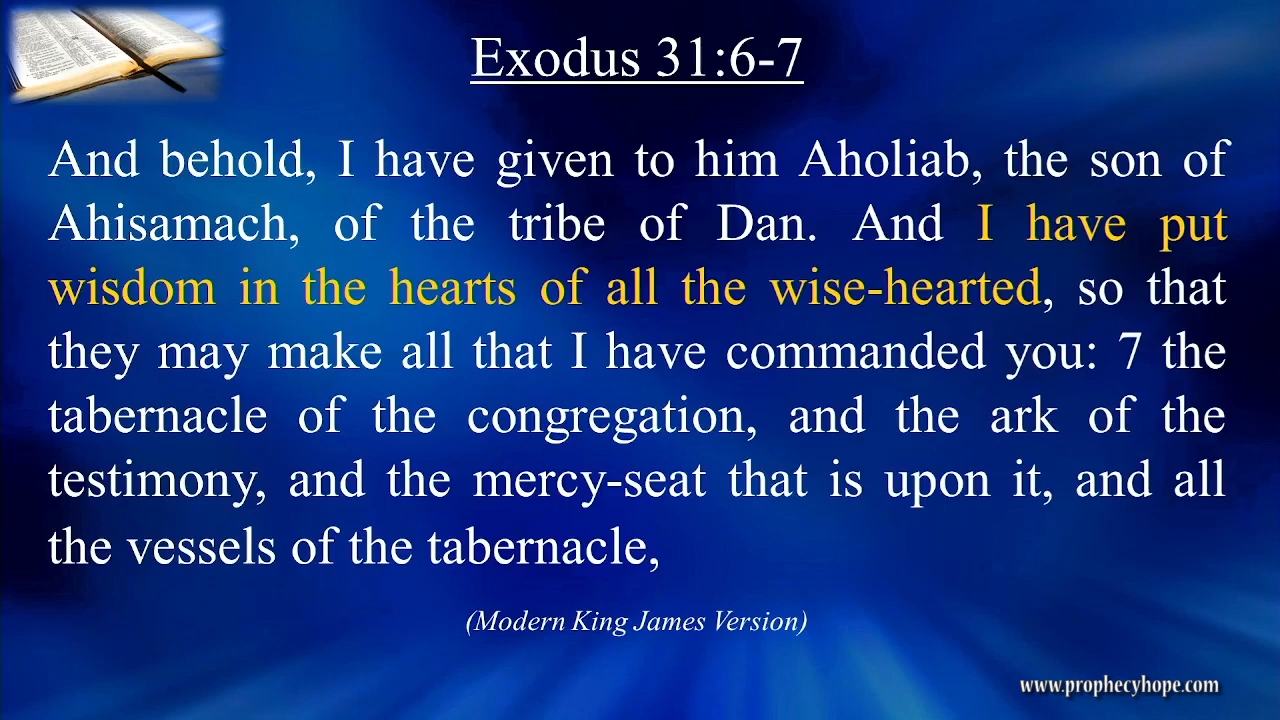 Exodus 31:6-7
And behold, I have given to him Aholiab, the son of
Ahisamach, of the tribe of Dan. And I have put
wisdom in the hearts of all the wise-hearted, so that
they may make all that I have commanded you: 7 the
tabernacle of the congregation, and the ark of the
testimony, and the mercy-seat that is upon it, and all
the vessels of the tabernacle,
(Modern King James Version)
www.prophecyhope.com